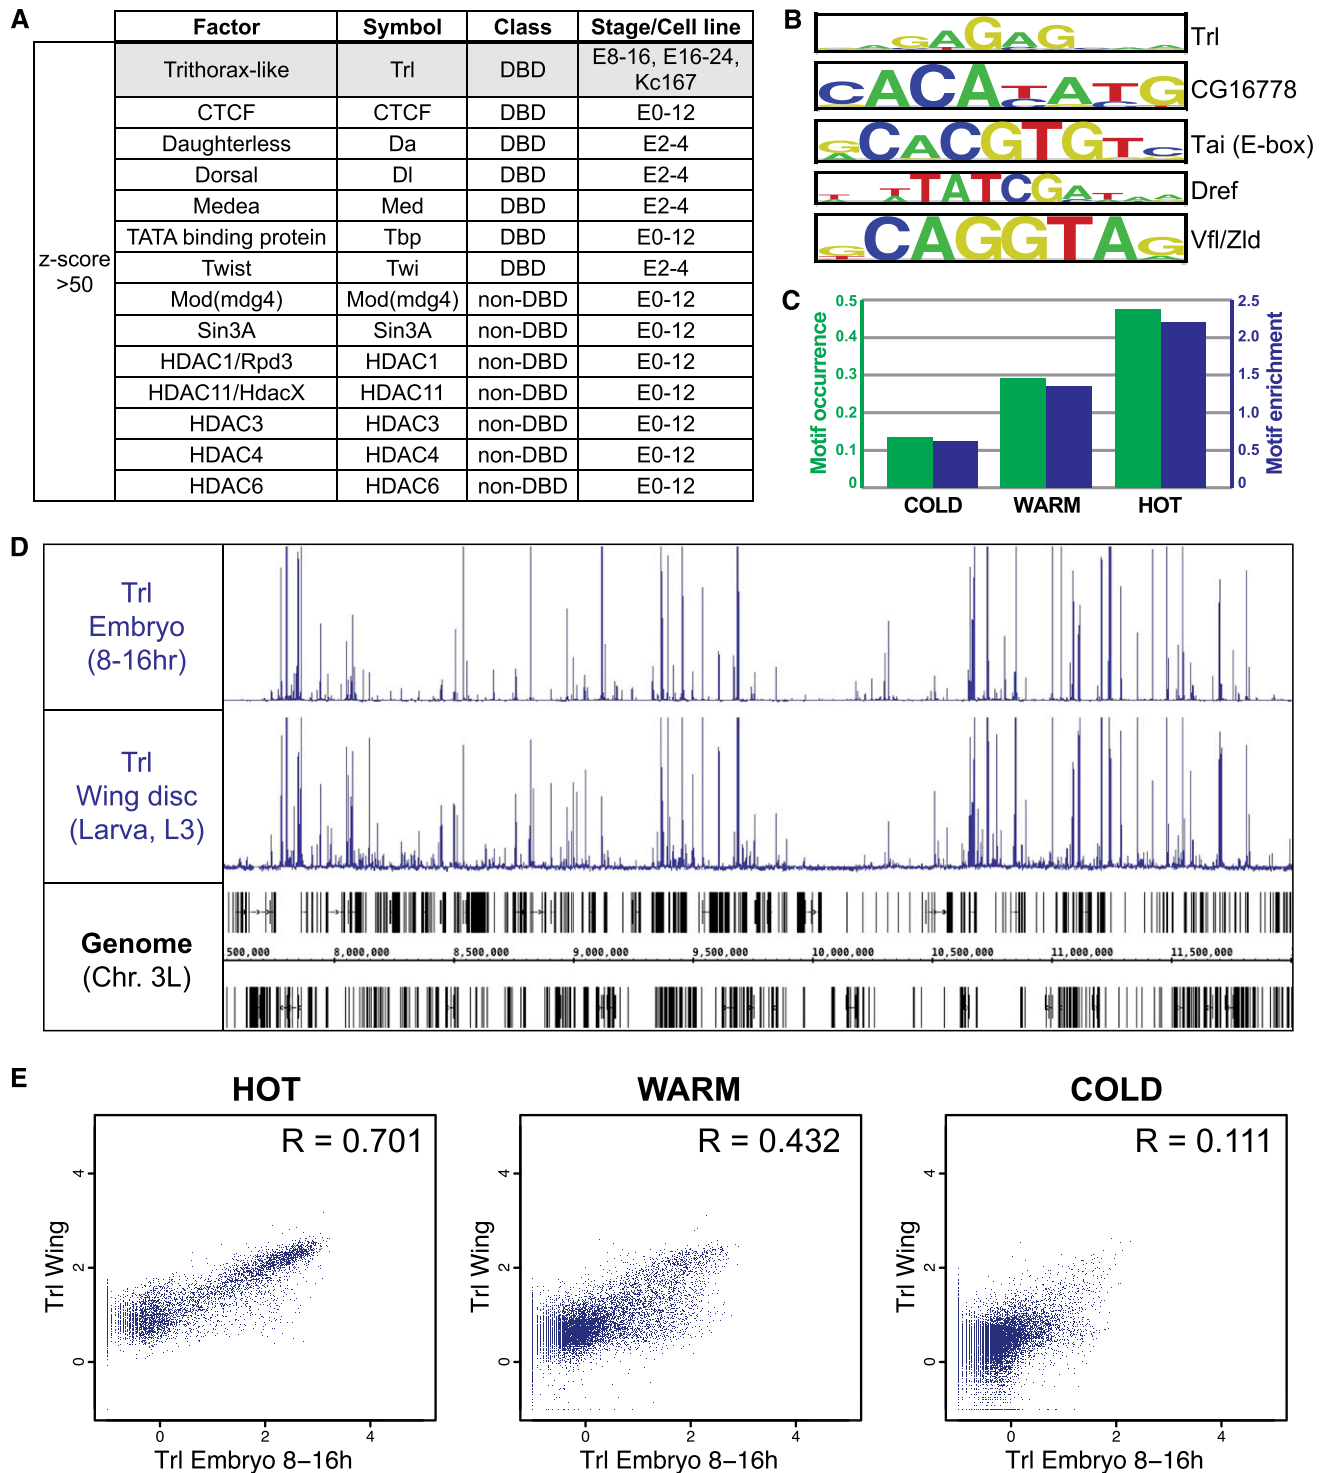 A
Factor Symbol Class Stage/Cell line
z-score
>50
Trithorax-like Trl DBD E8-16, E16-24,
Kc167
CTCF CTCF DBD E0-12
Daughterless Da DBD E2-4
Dorsal Dl DBD E2-4
Medea Med DBD E2-4
TATA binding protein Tbp DBD E0-12
Twist Twi DBD E2-4
Mod(mdg4) Mod(mdg4) non-DBD E0-12
Sin3A Sin3A non-DBD E0-12
HDAC1/Rpd3 HDAC1 non-DBD E0-12
HDAC11/HdacX HDAC11 non-DBD E0-12
HDAC3 HDAC3 non-DBD E0-12
HDAC4 HDAC4 non-DBD E0-12
HDAC6 HDAC6 non-DBD E0-12
B
GAGAG Trl
CACATATG CG16778
GCACGTGTC Tai (E-box)
T TTATCGATAA Dref
GCAGGTAG Vfl/Zld
C
Motif occurrence
0.5
0.4
0.3
0.2
0.1
0
2.5
2.0
1.5
1.0
0.5
0
Motif enrichment
COLD WARM HOT
D
Trl
Embryo
(8-16hr)
Trl
Wing disc
(Larva, L3)
Genome
(Chr. 3L)
500,000 8,000,000 8,500,000 9,000,000 9,500,000 10,000,000 10,500,000 11,000,000 11,500,000
E
HOT
R = 0.701
Trl Wing
4
2
0
0 2 4
Trl Embryo 8–16h
WARM
R = 0.432
Trl Wing
4
2
0
0 2 4
Trl Embryo 8–16h
COLD
R = 0.111
Trl Wing
4
2
0
0 2 4
Trl Embryo 8–16h